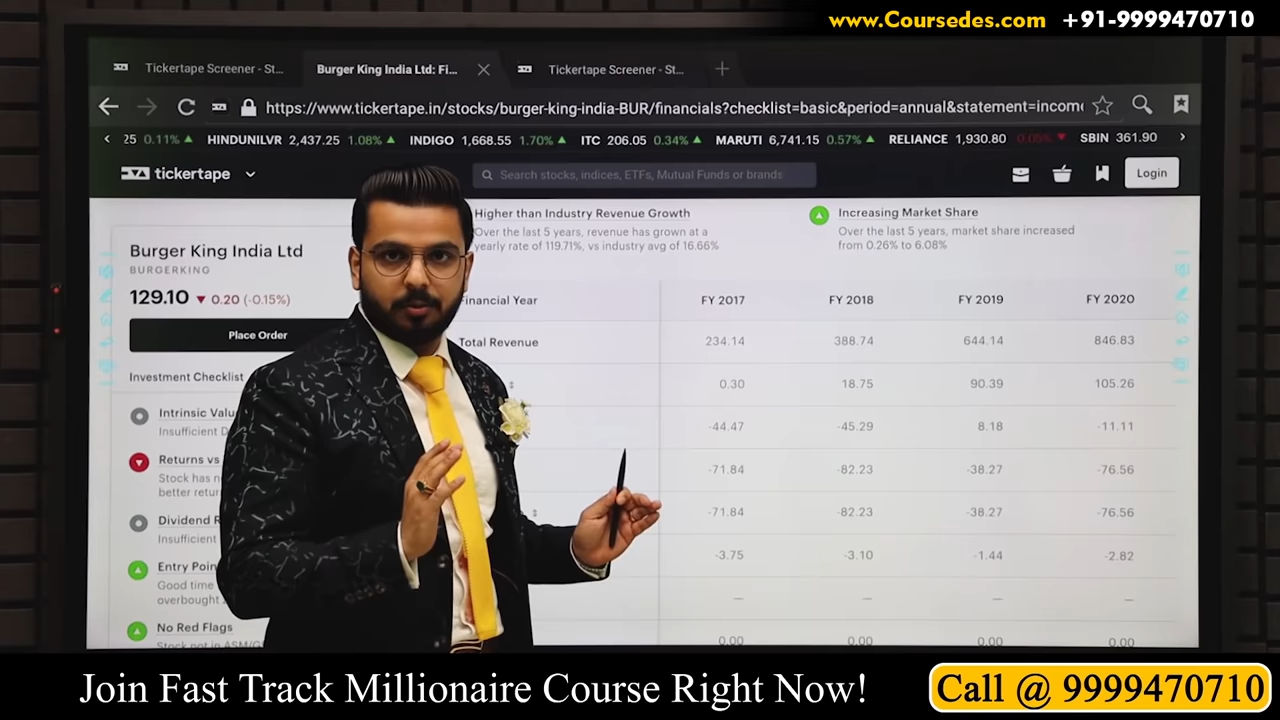 www.Coursedes.com +91-9999470710
Tickertape Screener - St...
Burger King India Ltd: Fi...
Tickertape Screener - St...
https://www.tickertape.in/stocks/burger-king-india-BUR/financials?checklist=basic&period=annual&statement=income
25 0.11% HINDUNILVR 2,437.25 1.08% INDIGO 1,668.55 1.70% ITC 206.05 0.34% MARUTI 6,741.15 0.57% RELIANCE 1,930.80 0.05% SBIN 361.90
tickertape
Search stocks, indices, ETFs, Mutual Funds or brands
Login
Higher than Industry Revenue Growth
Over the last 5 years, revenue has grown at a
yearly rate of 119.71%, vs industry avg of 16.66%
Increasing Market Share
Over the last 5 years, market share increased
from 0.26% to 6.08%
Burger King India Ltd
BURGERKING
129.10 0.20 (-0.15%)
Place Order
Investment Checklist
Intrinsic Valu
Insufficient D
Returns vs
Stock has n
better retur
Dividend R
Insufficient
Entry Poin
Good time
overbought
No Red Flags
Stock not in ASM/G
Financial Year FY 2017 FY 2018 FY 2019 FY 2020
Total Revenue 234.14 388.74 644.14 846.83
0.30 18.75 90.39 105.26
-44.47 -45.29 8.18 -11.11
-71.84 -82.23 -38.27 -76.56
-71.84 -82.23 -38.27 -76.56
-3.75 -3.10 -1.44 -2.82
— — — —
0.00 0.00 0.00 0.00
Join Fast Track Millionaire Course Right Now!
Call @ 9999470710